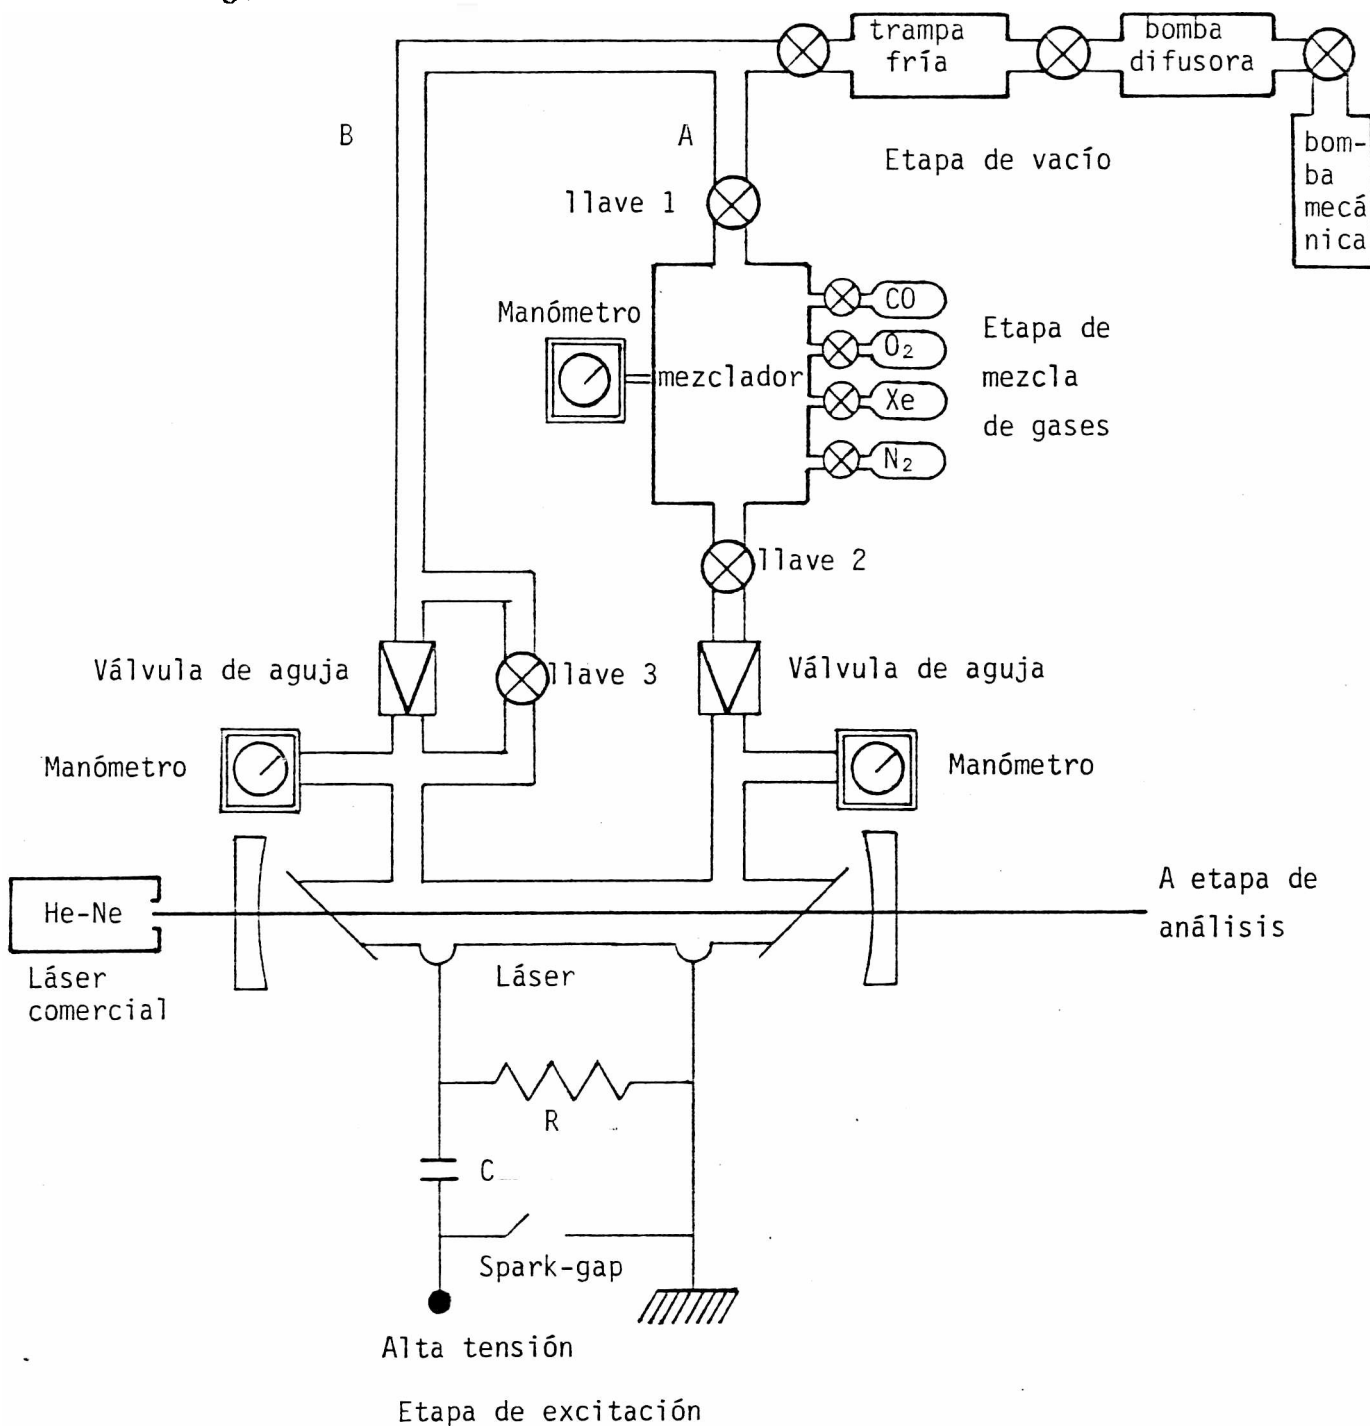 trampa
fría
bomba
difusora
B
A
Etapa de vacío
bom-
ba
mecá
nica
llave 1
Manómetro
mezclador
CO
O₂
Xe
N₂
Etapa de
mezcla
de gases
llave 2
Válvula de aguja
llave 3
Válvula de aguja
Manómetro
Manómetro
He-Ne
Láser
comercial
Láser
A etapa de
análisis
R
C
Spark-gap
Alta tensión
Etapa de excitación